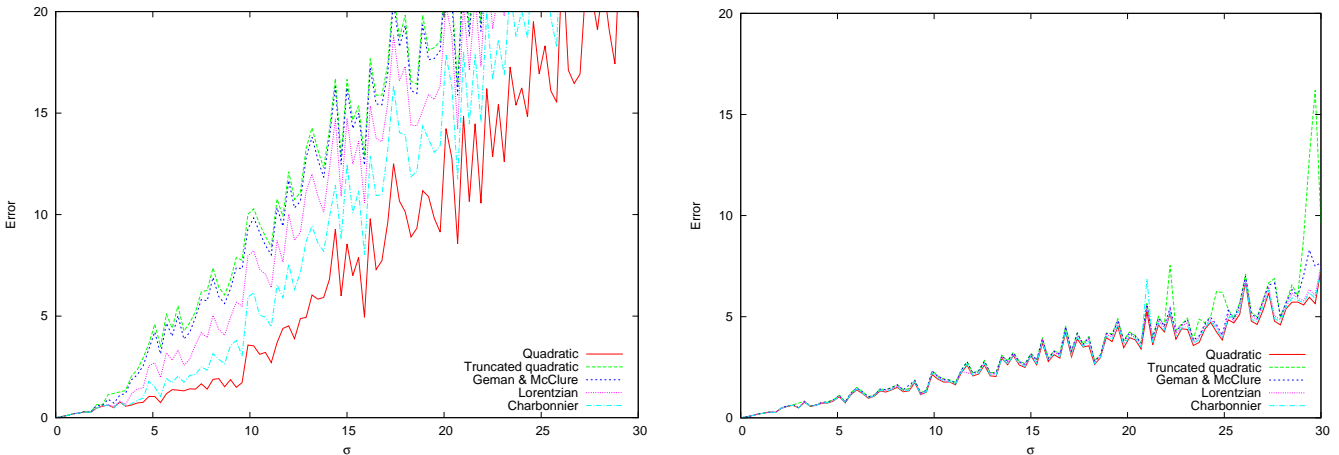 20
15
10
5
0
0 5 10 15 20 25 30
Error
σ
Quadratic
Truncated quadratic
Geman & McClure
Lorentzian
Charbonnier
20
15
10
5
0
0 5 10 15 20 25 30
Error
σ
Quadratic
Truncated quadratic
Geman & McClure
Lorentzian
Charbonnier